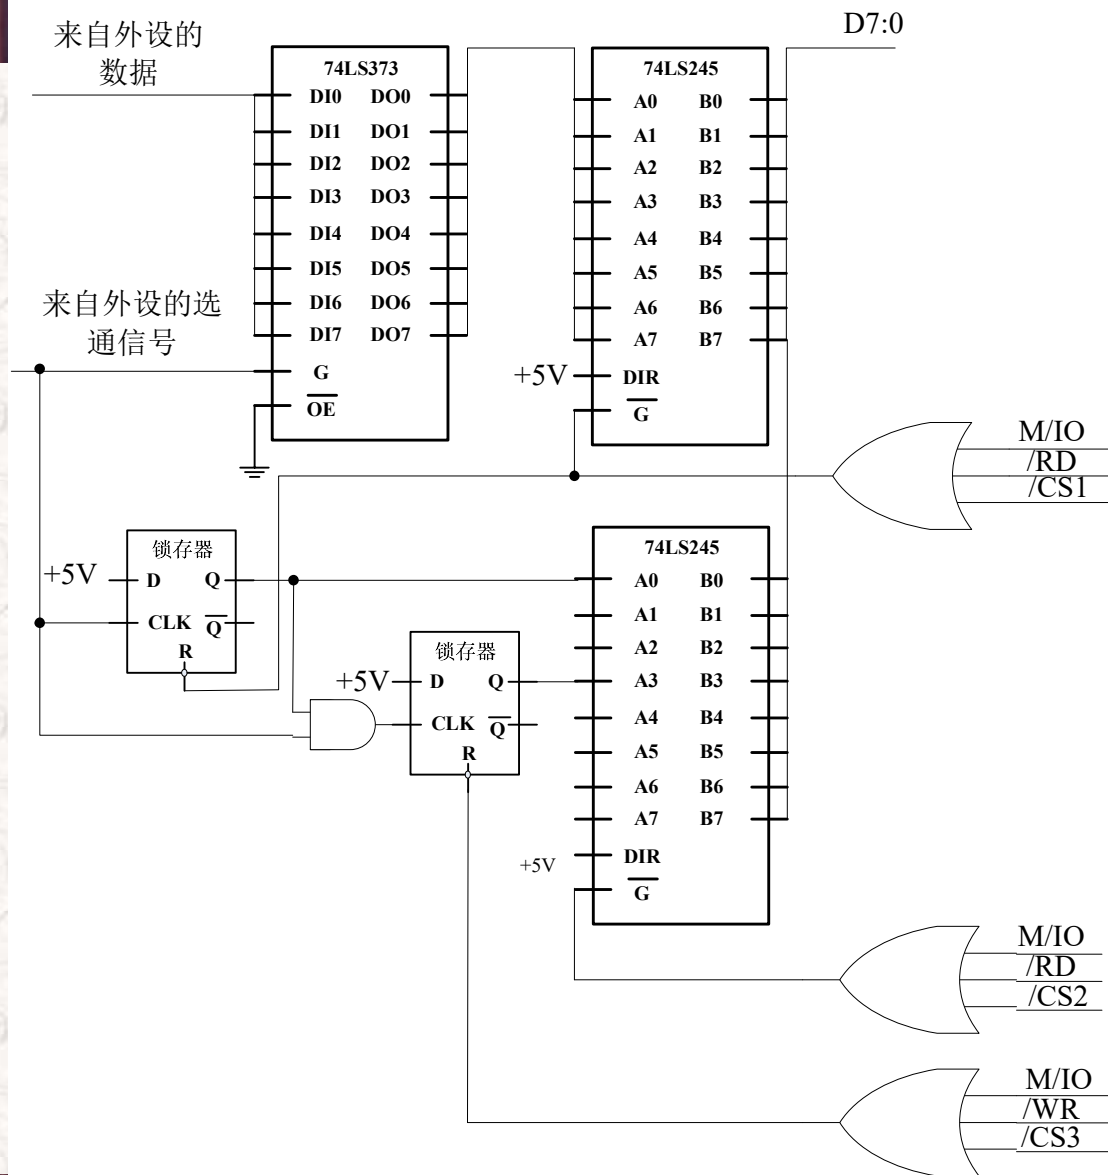 来自外设的
数据
D7:0
74LS373
DI0 DO0
DI1 DO1
DI2 DO2
DI3 DO3
DI4 DO4
DI5 DO5
DI6 DO6
DI7 DO7
G
OE
来自外设的选
通信号
74LS245
A0 B0
A1 B1
A2 B2
A3 B3
A4 B4
A5 B5
A6 B6
A7 B7
+5V DIR
G
M/IO
/RD
/CS1
锁存器
+5V D Q
CLK Q
R
锁存器
+5V D Q
CLK Q
R
74LS245
A0 B0
A1 B1
A2 B2
A3 B3
A4 B4
A5 B5
A6 B6
A7 B7
+5V DIR
G
M/IO
/RD
/CS2
M/IO
/WR
/CS3